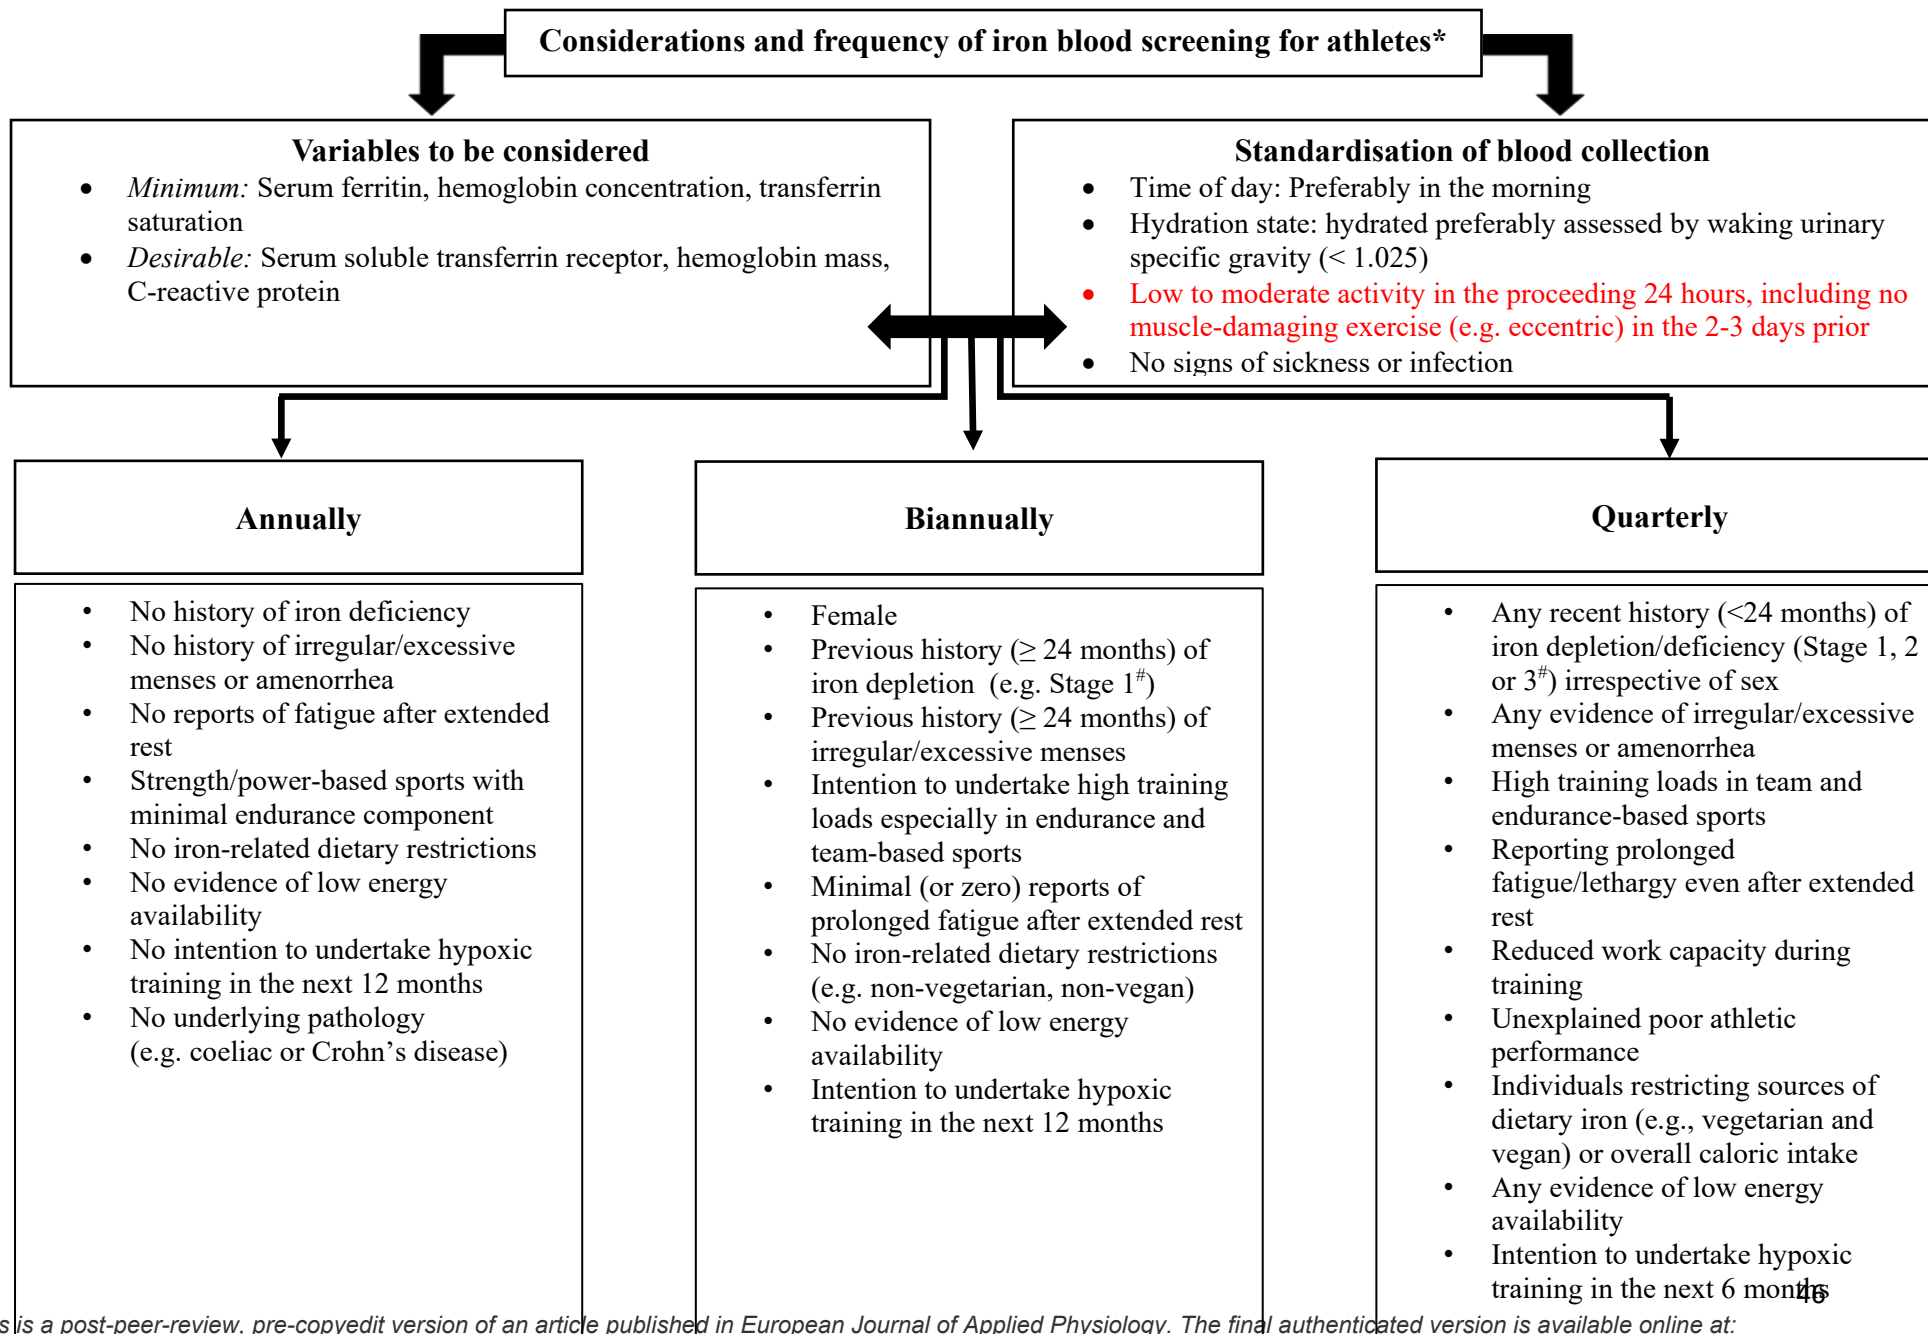 Considerations and frequency of iron blood screening for athletes*
Variables to be considered
• Minimum: Serum ferritin, hemoglobin concentration, transferrin
saturation
• Desirable: Serum soluble transferrin receptor, hemoglobin mass,
C-reactive protein
Standardisation of blood collection
• Time of day: Preferably in the morning
• Hydration state: hydrated preferably assessed by waking urinary
specific gravity (< 1.025)
• Low to moderate activity in the proceeding 24 hours, including no
muscle-damaging exercise (e.g. eccentric) in the 2-3 days prior
• No signs of sickness or infection
Annually
• No history of iron deficiency
• No history of irregular/excessive
menses or amenorrhea
• No reports of fatigue after extended
rest
• Strength/power-based sports with
minimal endurance component
• No iron-related dietary restrictions
• No evidence of low energy
availability
• No intention to undertake hypoxic
training in the next 12 months
• No underlying pathology
(e.g. coeliac or Crohn’s disease)
Biannually
• Female
• Previous history (≥ 24 months) of
iron depletion (e.g. Stage 1#)
• Previous history (≥ 24 months) of
irregular/excessive menses
• Intention to undertake high training
loads especially in endurance and
team-based sports
• Minimal (or zero) reports of
prolonged fatigue after extended rest
• No iron-related dietary restrictions
(e.g. non-vegetarian, non-vegan)
• No evidence of low energy
availability
• Intention to undertake hypoxic
training in the next 12 months
Quarterly
• Any recent history (<24 months) of
iron depletion/deficiency (Stage 1, 2
or 3#) irrespective of sex
• Any evidence of irregular/excessive
menses or amenorrhea
• High training loads in team and
endurance-based sports
• Reporting prolonged
fatigue/lethargy even after extended
rest
• Reduced work capacity during
training
• Unexplained poor athletic
performance
• Individuals restricting sources of
dietary iron (e.g., vegetarian and
vegan) or overall caloric intake
• Any evidence of low energy
availability
• Intention to undertake hypoxic
training in the next 6 months
46
s is a post-peer-review, pre-copyedit version of an article published in European Journal of Applied Physiology. The final authenticated version is available online at: